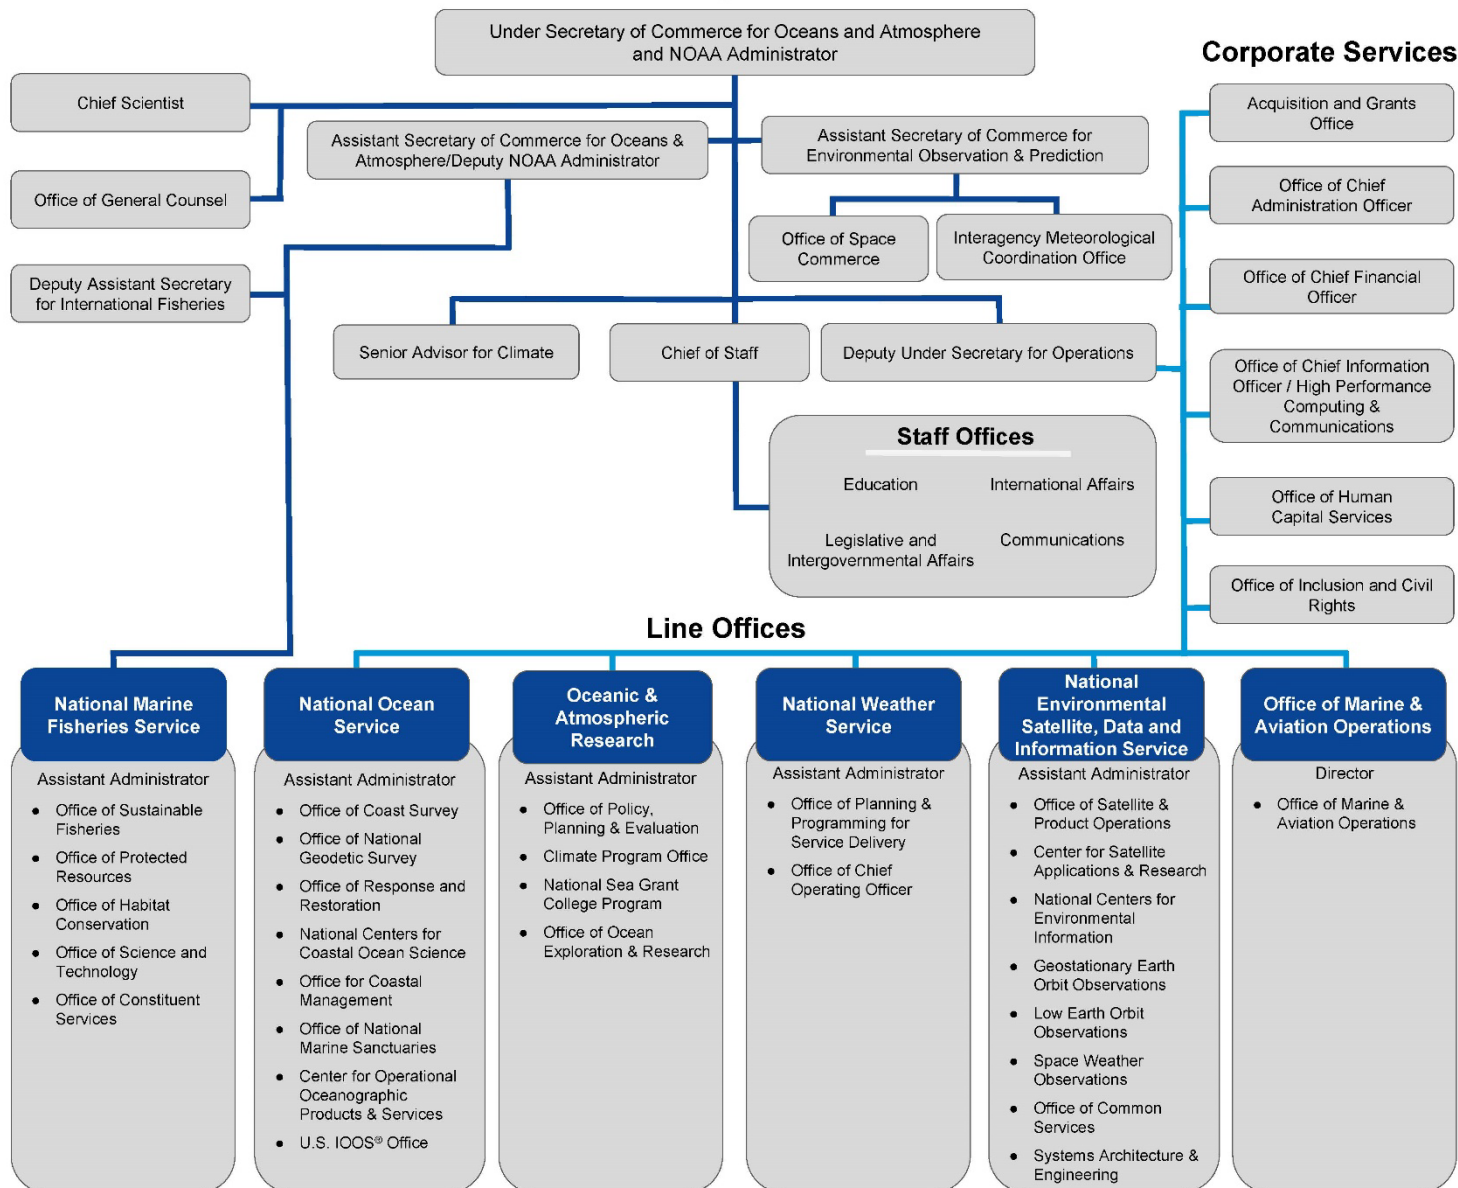 Under Secretary of Commerce for Oceans and Atmosphere
and NOAA Administrator
Corporate Services
Chief Scientist
Acquisition and Grants
Office
Assistant Secretary of Commerce for Oceans &
Atmosphere/Deputy NOAA Administrator
Assistant Secretary of Commerce for
Environmental Observation & Prediction
Office of General Counsel
Office of Chief
Administration Officer
Office of Space
Commerce
Interagency Meteorological
Coordination Office
Deputy Assistant Secretary
for International Fisheries
Office of Chief Financial
Officer
Senior Advisor for Climate
Chief of Staff
Deputy Under Secretary for Operations
Office of Chief Information
Officer / High Performance
Computing &
Communications
Staff Offices
Education
International Affairs
Legislative and
Intergovernmental Affairs
Communications
Office of Human
Capital Services
Office of Inclusion and Civil
Rights
Line Offices
National Marine
Fisheries Service
Assistant Administrator
● Office of Sustainable
Fisheries
● Office of Protected
Resources
● Office of Habitat
Conservation
● Office of Science and
Technology
● Office of Constituent
Services
National Ocean
Service
Assistant Administrator
● Office of Coast Survey
● Office of National
Geodetic Survey
● Office of Response and
Restoration
● National Centers for
Coastal Ocean Science
● Office for Coastal
Management
● Office of National
Marine Sanctuaries
● Center for Operational
Oceanographic
Products & Services
● U.S. IOOS® Office
Oceanic &
Atmospheric
Research
Assistant Administrator
● Office of Policy,
Planning & Evaluation
● Climate Program Office
● National Sea Grant
College Program
● Office of Ocean
Exploration & Research
National Weather
Service
Assistant Administrator
● Office of Planning &
Programming for
Service Delivery
● Office of Chief
Operating Officer
National
Environmental
Satellite, Data and
Information Service
Assistant Administrator
● Office of Satellite &
Product Operations
● Center for Satellite
Applications & Research
● National Centers for
Environmental
Information
● Geostationary Earth
Orbit Observations
● Low Earth Orbit
Observations
● Space Weather
Observations
● Office of Common
Services
● Systems Architecture &
Engineering
Office of Marine &
Aviation Operations
Director
● Office of Marine &
Aviation Operations